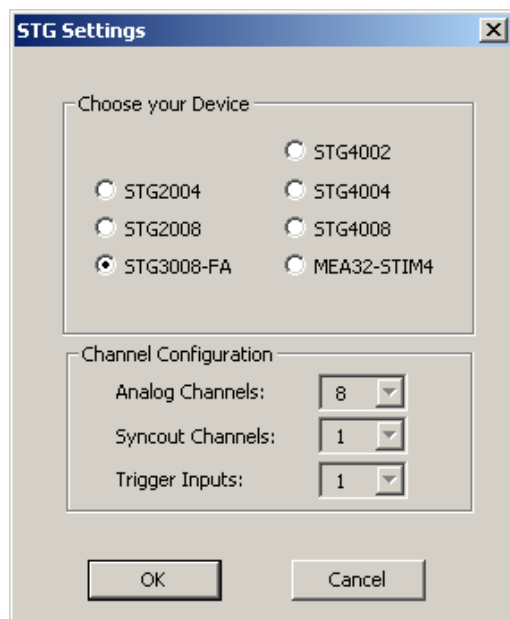 STG Settings
Choose your Device
STG4002
STG2004 STG4004
STG2008 STG4008
STG3008-FA MEA32-STIM4
Channel Configuration
Analog Channels: 8
Syncout Channels: 1
Trigger Inputs: 1
OK Cancel